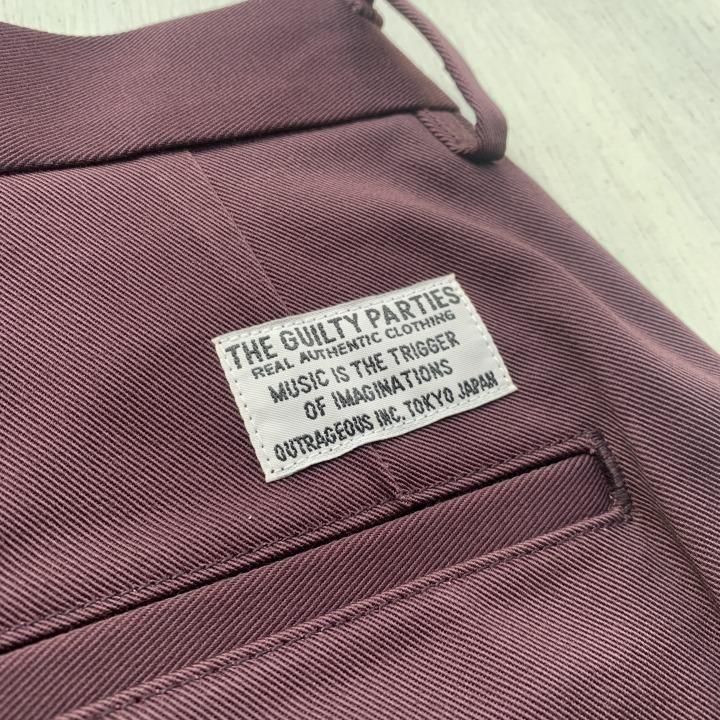 THE GUILTY PARTIES
REAL AUTHENTIC CLOTHING
MUSIC IS THE TRIGGER
OF IMAGINATIONS
OUTRAGEOUS INC. TOKYO JAPAN